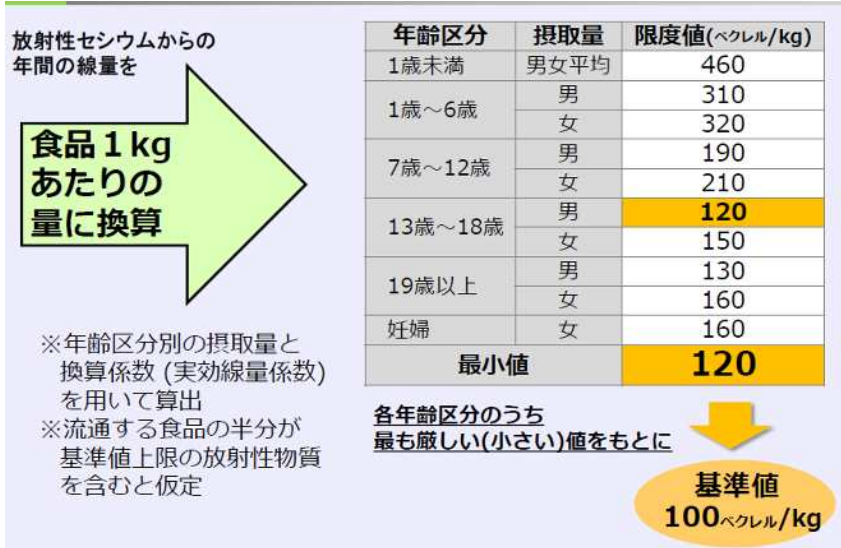 放射性セシウムからの
年間の線量を
食品1kg
あたりの
量に換算
※年齢区分別の摂取量と
換算係数 (実効線量係数)
を用いて算出
※流通する食品の半分が
基準値上限の放射性物質
を含むと仮定
年齢区分 摂取量 限度値(ベクレル/kg)
1歳未満 男女平均 460
1歳～6歳 男 310
女 320
7歳～12歳 男 190
女 210
13歳～18歳 男 120
女 150
19歳以上 男 130
女 160
妊婦 女 160
最小値 120
各年齢区分のうち
最も厳しい(小さい)値をもとに
基準値
100ベクレル/kg